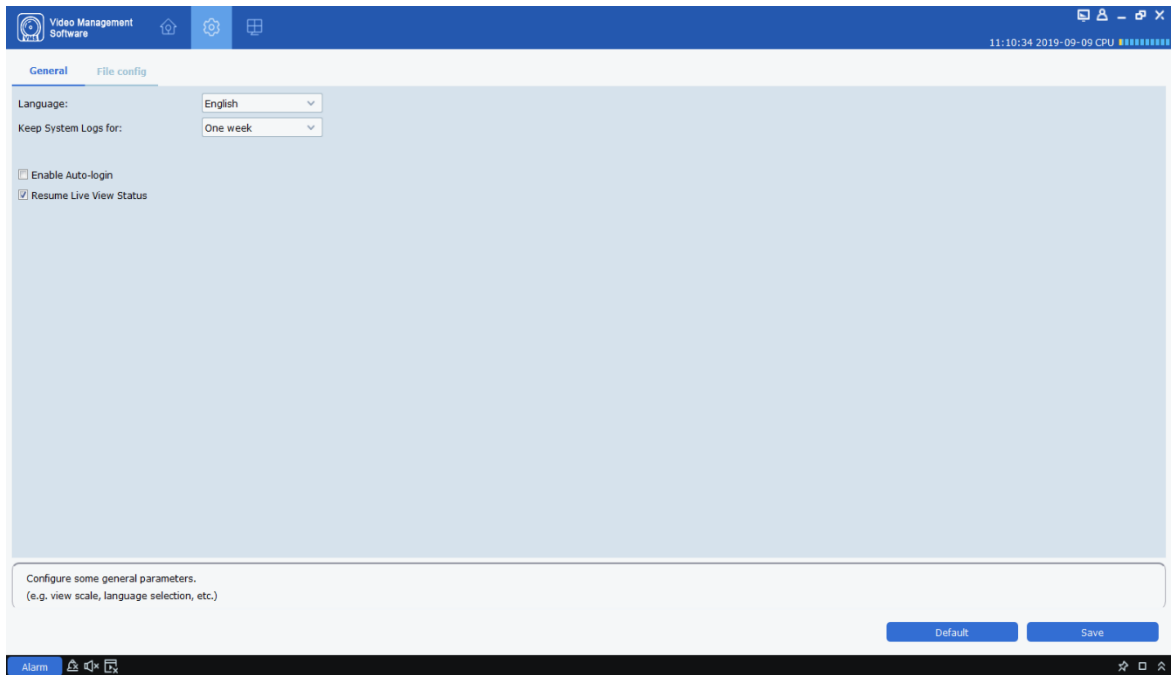 Video Management
Software
11:10:34 2019-09-09 CPU
General File config
Language: English
Keep System Logs for: One week
Enable Auto-login
Resume Live View Status
Configure some general parameters.
(e.g. view scale, language selection, etc.)
Default Save
Alarm